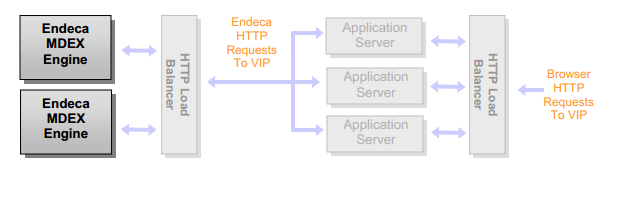 Endeca
MDEX
Engine
Endeca
MDEX
Engine
HTTP Load
Balancer
Endeca
HTTP
Requests
To VIP
Application
Server
Application
Server
Application
Server
HTTP Load
Balancer
Browser
HTTP
Requests
To VIP